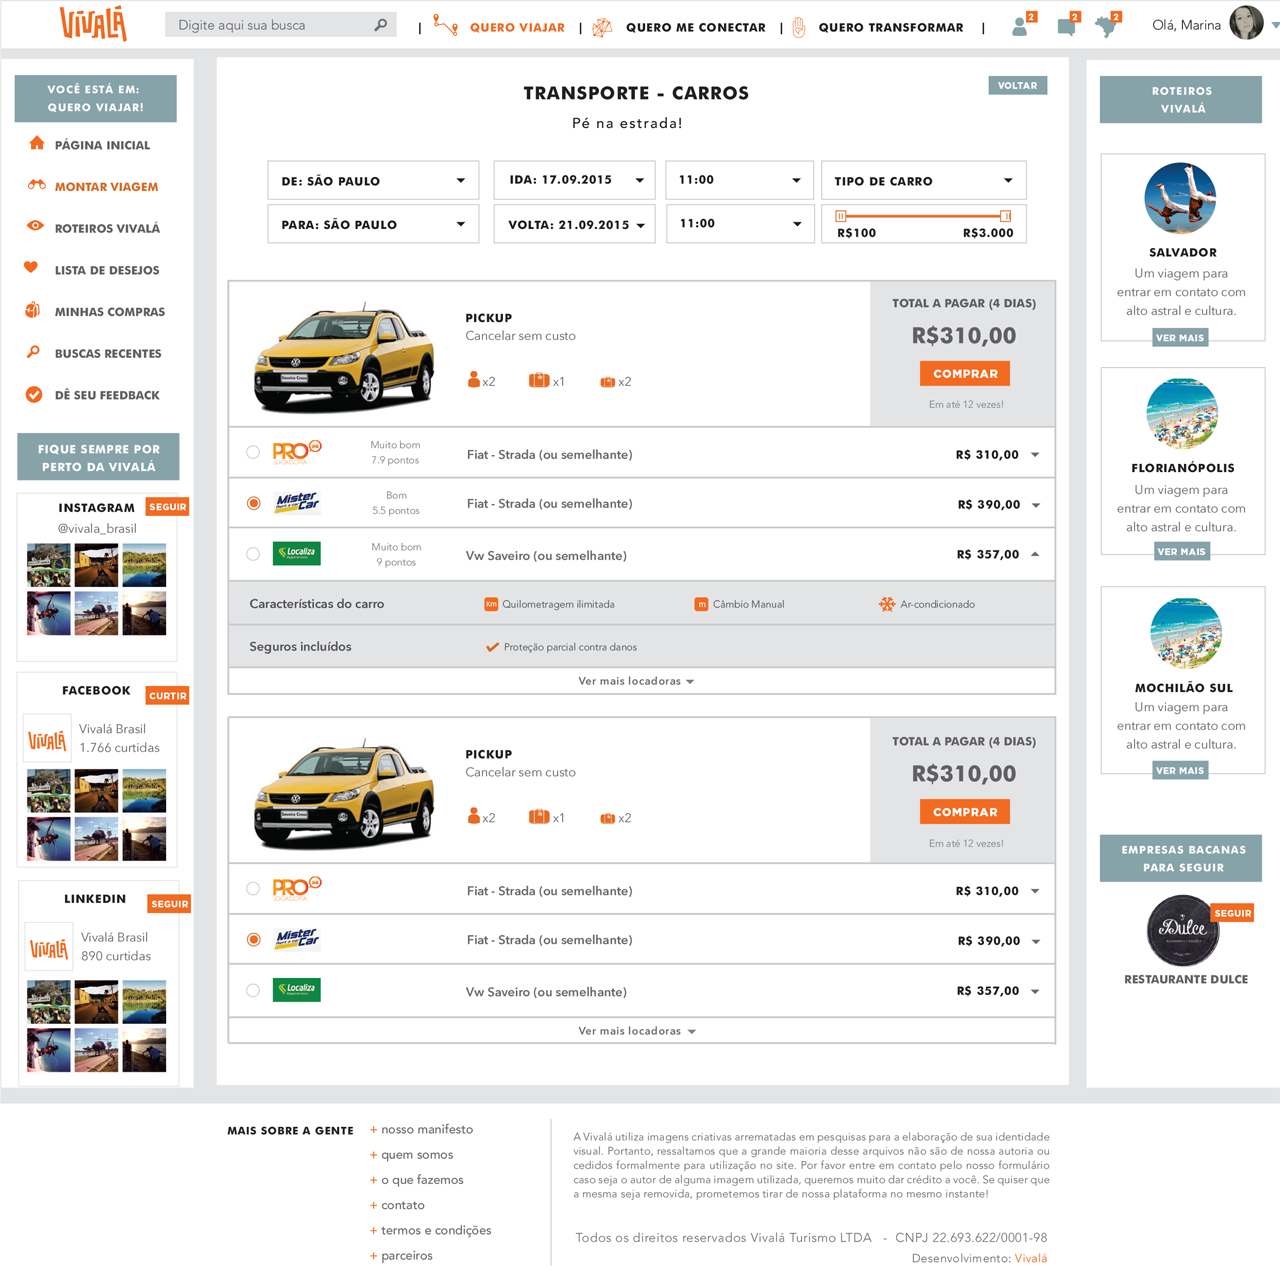 VIVALÁ
Digite aqui sua busca
| QUERO VIAJAR | QUERO ME CONECTAR | QUERO TRANSFORMAR |
2
2
2
Olá, Marina
VOCÊ ESTÁ EM:
QUERO VIAJAR!
PÁGINA INICIAL
MONTAR VIAGEM
ROTEIROS VIVALÁ
LISTA DE DESEJOS
MINHAS COMPRAS
BUSCAS RECENTES
DÊ SEU FEEDBACK
FIQUE SEMPRE POR
PERTO DA VIVALÁ
INSTAGRAM
SEGUIR
@vivala_brasil
FACEBOOK
CURTIR
VIVALÁ
Vivalá Brasil
1.766 curtidas
LINKEDIN
SEGUIR
VIVALÁ
Vivalá Brasil
890 curtidas
TRANSPORTE - CARROS
VOLTAR
Pé na estrada!
DE: SÃO PAULO
IDA: 17.09.2015
11:00
TIPO DE CARRO
PARA: SÃO PAULO
VOLTA: 21.09.2015
11:00
R$100
R$3.000
PICKUP
Cancelar sem custo
x2
x1
x2
TOTAL A PAGAR (4 DIAS)
R$310,00
COMPRAR
Em até 12 vezes!
PRO
LOCADORA
Muito bom
7.9 pontos
Fiat - Strada (ou semelhante)
R$ 310,00
Mister
Car
Bom
5.5 pontos
Fiat - Strada (ou semelhante)
R$ 390,00
Localiza
Muito bom
9 pontos
Vw Saveiro (ou semelhante)
R$ 357,00
Características do carro
Km Quilometragem ilimitada
m Câmbio Manual
Ar-condicionado
Seguros incluídos
Proteção parcial contra danos
Ver mais locadoras
PICKUP
Cancelar sem custo
x2
x1
x2
TOTAL A PAGAR (4 DIAS)
R$310,00
COMPRAR
Em até 12 vezes!
PRO
LOCADORA
Fiat - Strada (ou semelhante)
R$ 310,00
Mister
Car
Fiat - Strada (ou semelhante)
R$ 390,00
Localiza
Vw Saveiro (ou semelhante)
R$ 357,00
Ver mais locadoras
ROTEIROS
VIVALÁ
SALVADOR
Um viagem para
entrar em contato com
alto astral e cultura.
VER MAIS
FLORIANÓPOLIS
Um viagem para
entrar em contato com
alto astral e cultura.
VER MAIS
MOCHILÃO SUL
Um viagem para
entrar em contato com
alto astral e cultura.
VER MAIS
EMPRESAS BACANAS
PARA SEGUIR
Dulce
SEGUIR
RESTAURANTE DULCE
MAIS SOBRE A GENTE
+ nosso manifesto
+ quem somos
+ o que fazemos
+ contato
+ termos e condições
+ parceiros
A Vivalá utiliza imagens criativas arrematadas em pesquisas para a elaboração de sua identidade
visual. Portanto, ressaltamos que a grande maioria desse arquivos não são de nossa autoria ou
cedidos formalmente para utilização no site. Por favor entre em contato pelo nosso formulário
caso seja o autor de alguma imagem utilizada, queremos muito dar crédito a você. Se quiser que
a mesma seja removida, prometemos tirar de nossa plataforma no mesmo instante!
Todos os direitos reservados Vivalá Turismo LTDA - CNPJ 22.693.622/0001-98
Desenvolvimento: Vivalá